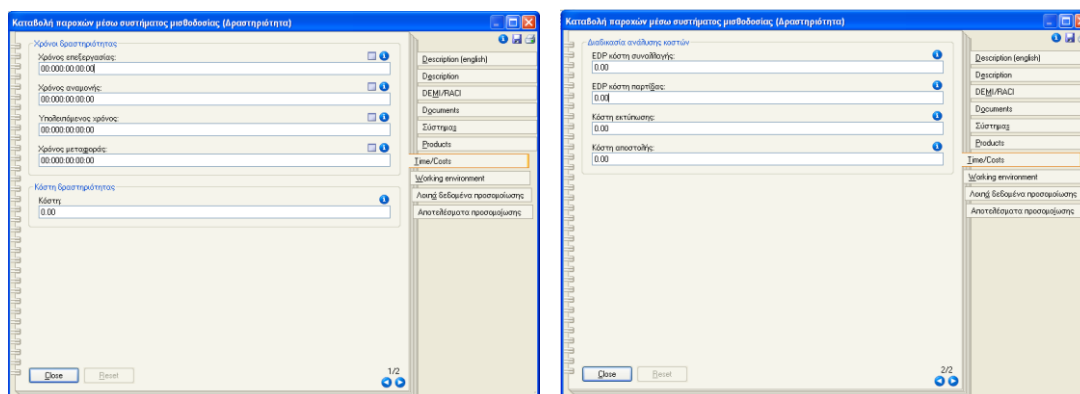 Καταβολή παροχών μέσω συστήματος μισθοδοσίας (Δραστηριότητα)
Χρόνοι δραστηριότητας
Χρόνος επεξεργασίας:
00:000:00:00:00
Χρόνος αναμονής:
00:000:00:00:00
Υπολειπόμενος χρόνος:
00:000:00:00:00
Χρόνος μεταφοράς:
00:000:00:00:00
Κόστη δραστηριότητας
Κόστη:
0.00
Close
Reset
1/2
Description (english)
Description
DEMI/RACI
Documents
Σύστημας
Products
Time/Costs
Working environment
Λοιπά δεδομένα προσομοίωσης
Αποτελέσματα προσομοίωσης
Καταβολή παροχών μέσω συστήματος μισθοδοσίας (Δραστηριότητα)
Διαδικασία ανάλυσης κοστών
EDP κόστη συναλλαγής:
0.00
EDP κόστη παρτίδας:
0.00
Κόστη εκτύπωσης:
0.00
Κόστη αποστολής:
0.00
Close
Reset
2/2
Description (english)
Description
DEMI/RACI
Documents
Σύστημας
Products
Time/Costs
Working environment
Λοιπά δεδομένα προσομοίωσης
Αποτελέσματα προσομοίωσης